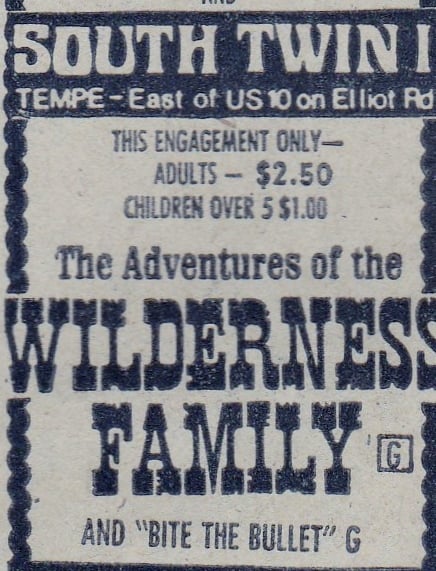 AND
SOUTH TWIN I
TEMPE-East of US 10 on Elliot Rd
THIS ENGAGEMENT ONLY—
ADULTS — $2.50
CHILDREN OVER 5 $1.00
The Adventures of the
WILDERNESS
FAMILY G
AND "BITE THE BULLET" G